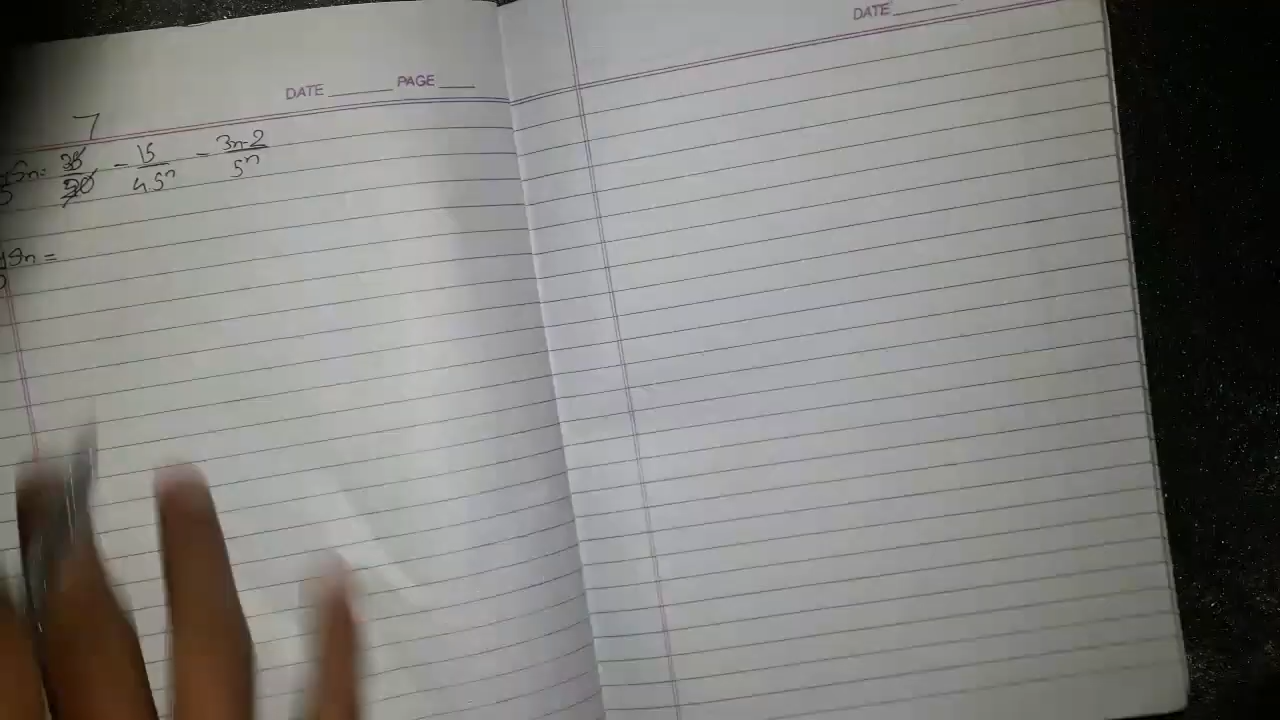 DATE PAGE
DATE
7
Sn = 35/20 - 15/4 5ⁿ - 3n-2/5ⁿ
Sn =